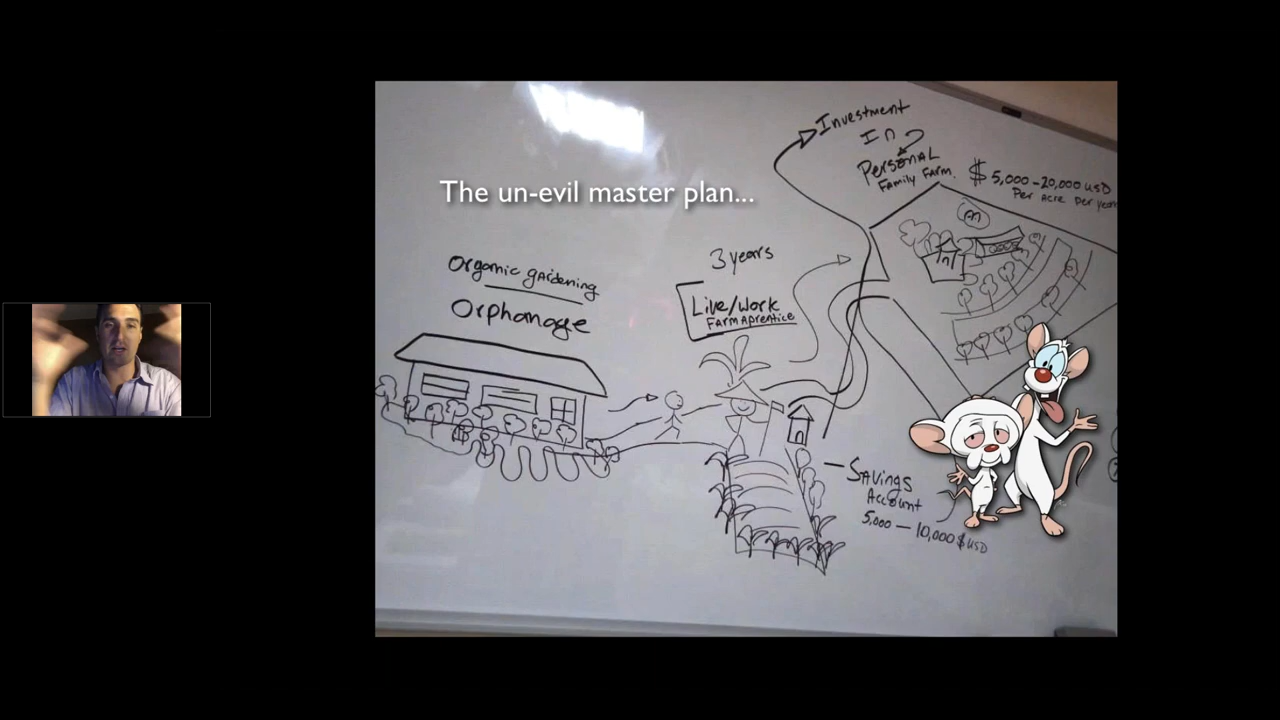 The un-evil master plan...
Organic gardening
Orphanage
3 years
Live/Work
Farm Aprentice
Investment
In
Personal
Family Farm.
$5,000-20,000 USD
Per Acre Per year
- Savings
Account
5,000 - 10,000 $ USD